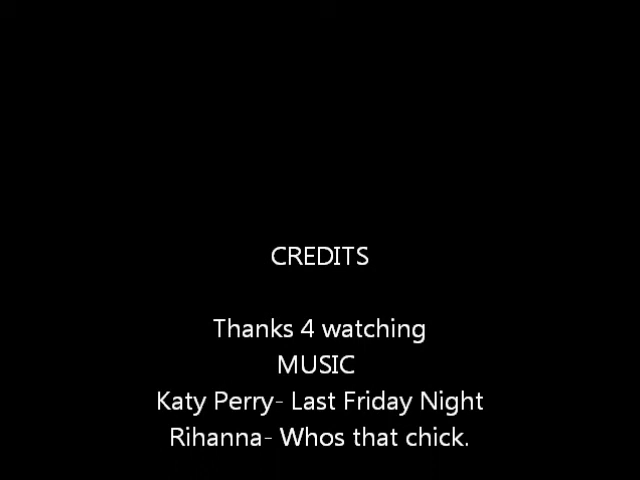 CREDITS
Thanks 4 watching
MUSIC
Katy Perry- Last Friday Night
Rihanna- Whos that chick.